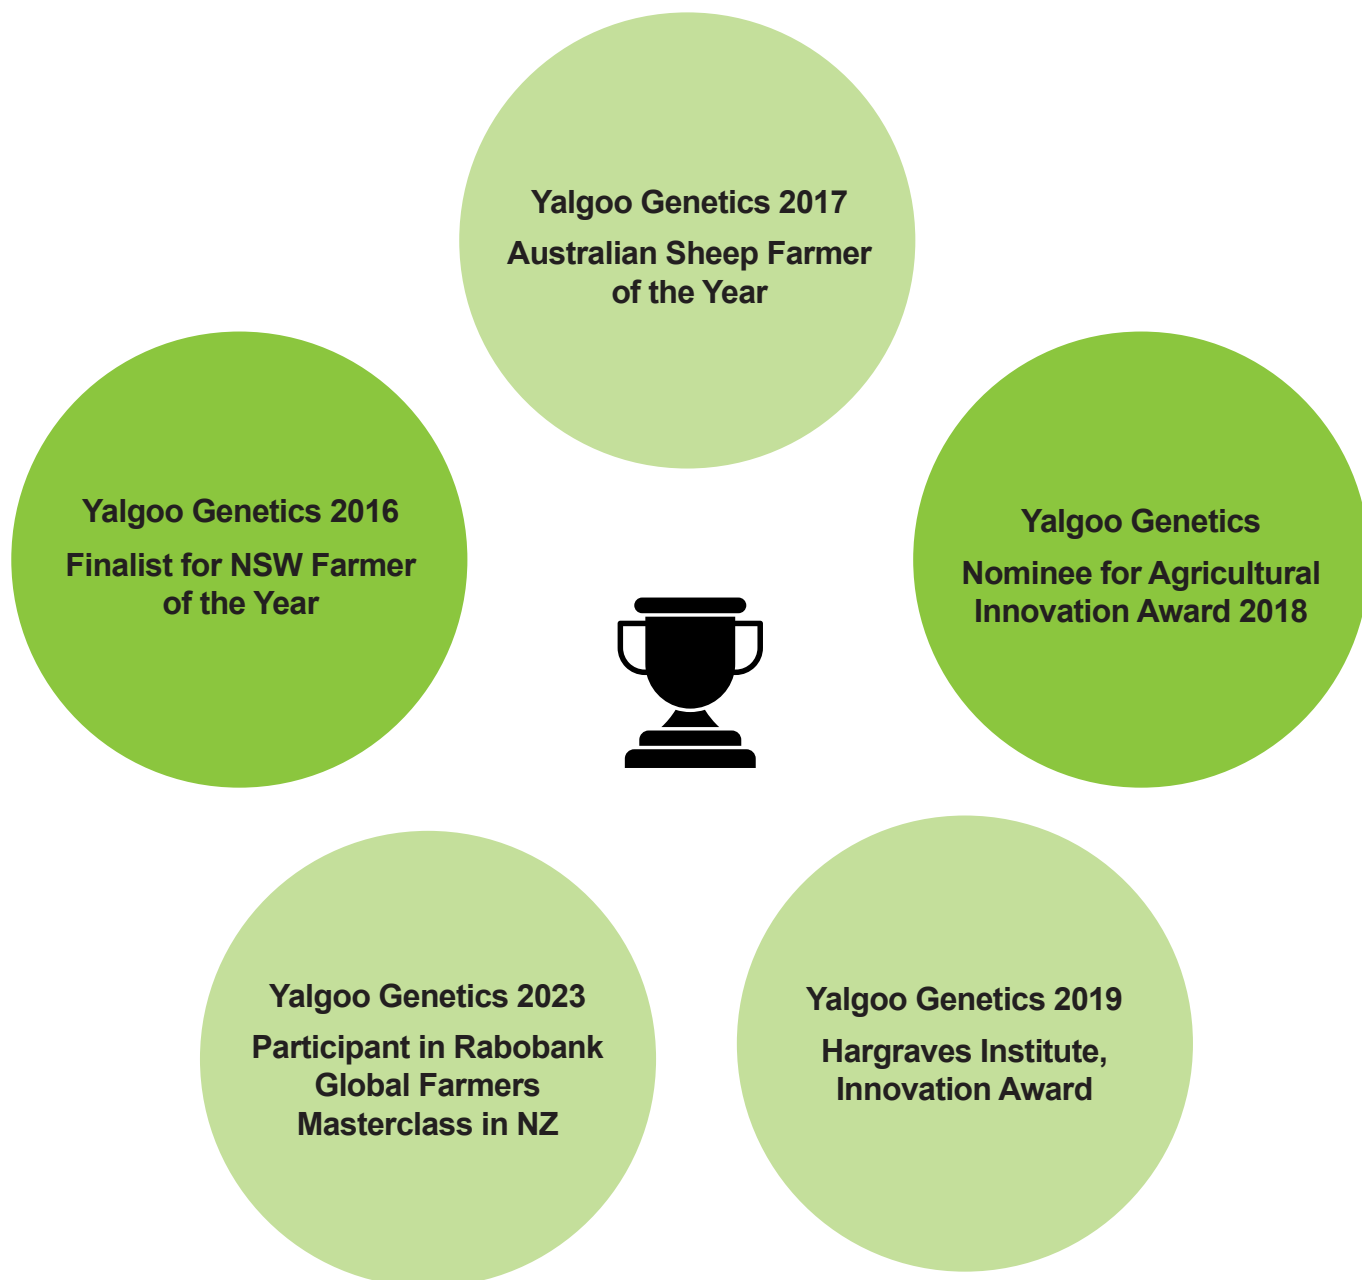 Yalgoo Genetics 2017
Australian Sheep Farmer
of the Year
Yalgoo Genetics 2016
Finalist for NSW Farmer
of the Year
Yalgoo Genetics
Nominee for Agricultural
Innovation Award 2018
Yalgoo Genetics 2023
Participant in Rabobank
Global Farmers
Masterclass in NZ
Yalgoo Genetics 2019
Hargraves Institute,
Innovation Award